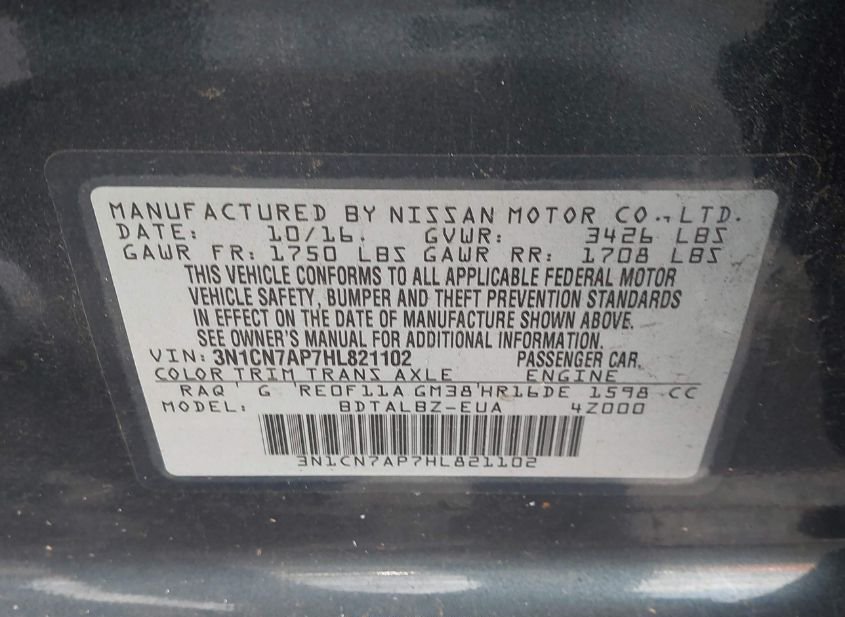 MANUFACTURED BY NISSAN MOTOR CO., LTD.
DATE: 10/16. GVWR: 3426 LBS
GAWR FR: 1750 LBS GAWR RR: 1708 LBS
THIS VEHICLE CONFORMS TO ALL APPLICABLE FEDERAL MOTOR
VEHICLE SAFETY, BUMPER AND THEFT PREVENTION STANDARDS
IN EFFECT ON THE DATE OF MANUFACTURE SHOWN ABOVE.
SEE OWNER'S MANUAL FOR ADDITIONAL INFORMATION.
VIN: 3N1CN7AP7HL821102 PASSENGER CAR.
COLOR TRIM TRANS AXLE ENGINE
RAQ' G RE0F11A GM38'HR16DE 1598 CC
MODEL: BDTALBZ-EUA 4Z000
3N1CN7AP7HL821102